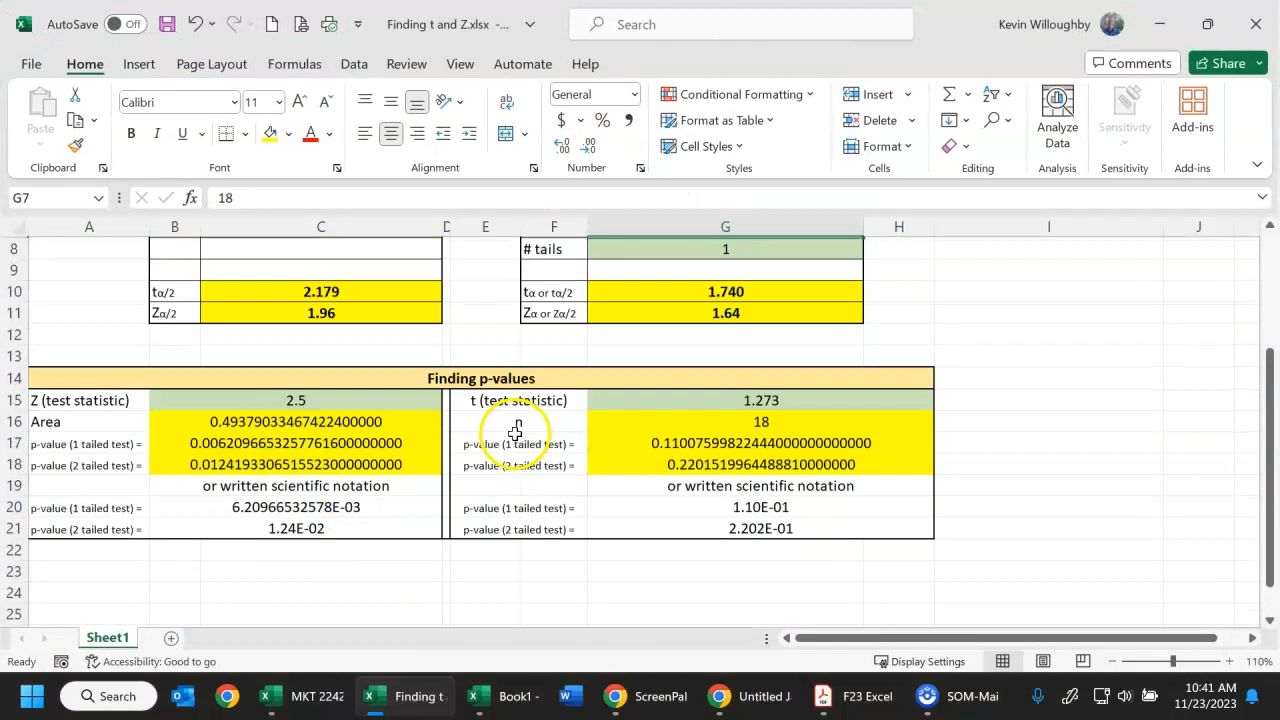 AutoSave Off Finding t and Z.xlsx -... Search Kevin Willoughby
File Home Insert Page Layout Formulas Data Review View Automate Help Comments Share
Paste Calibri 11 General Conditional Formatting Insert Analyze Data Sensitivity Add-ins
B I U $ % Format as Table Delete
Cell Styles Format
Clipboard Font Alignment Number Styles Cells Editing Analysis Sensitivity Add-ins
G7 fx 18
A B C D E F G H I J
8 # tails 1
9
10 tα/2 2.179 tα or tα/2 1.740
11 Zα/2 1.96 Zα or Zα/2 1.64
12
13
14 Finding p-values
15 Z (test statistic) 2.5 t (test statistic) 1.273
16 Area 0.49379033467422400000 n 18
17 p-value (1 tailed test) = 0.0062096653257761600000000 p-value (1 tailed test) = 0.11007599822444000000000000
18 p-value (2 tailed test) = 0.0124193306515523000000000 p-value (2 tailed test) = 0.2201519964488810000000
19 or written scientific notation or written scientific notation
20 p-value (1 tailed test) = 6.20966532578E-03 p-value (1 tailed test) = 1.10E-01
21 p-value (2 tailed test) = 1.24E-02 p-value (2 tailed test) = 2.202E-01
22
23
24
25
Sheet1
Ready Accessibility: Good to go Display Settings 110%
Search MKT 2242 Finding t Book1 - ScreenPal Untitled J F23 Excel SOM-Mai 10:41 AM
11/23/2023